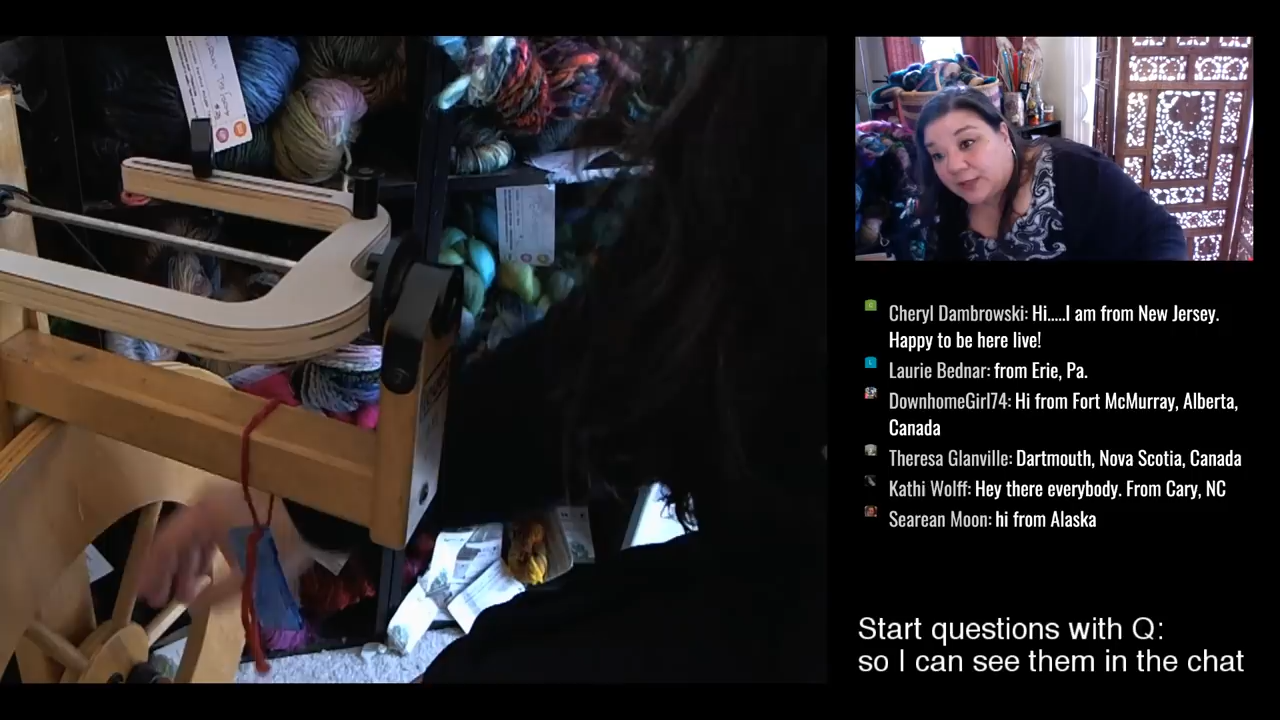 Cheryl Dambrowski: Hi.....I am from New Jersey.
Happy to be here live!
Laurie Bednar: from Erie, Pa.
DownhomeGirl74: Hi from Fort McMurray, Alberta,
Canada
Theresa Glanville: Dartmouth, Nova Scotia, Canada
Kathi Wolff: Hey there everybody. From Cary, NC
Searean Moon: hi from Alaska
Start questions with Q:
so I can see them in the chat